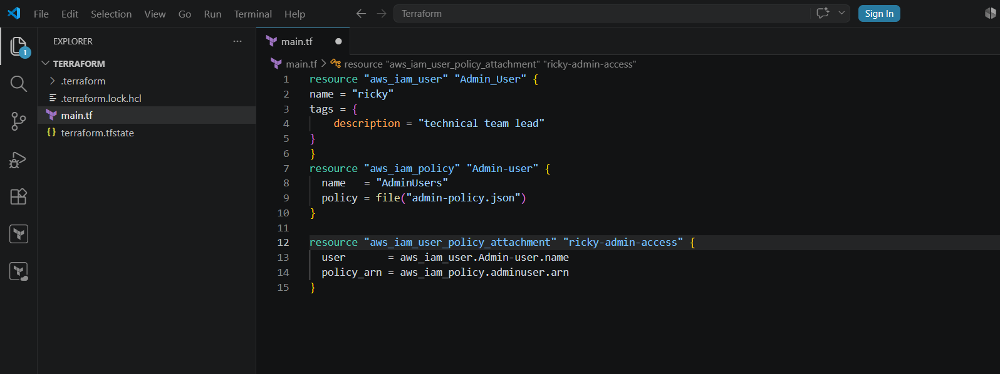 File Edit Selection View Go Run Terminal Help
Terraform
Sign In
EXPLORER
1
TERRAFORM
.terraform
.terraform.lock.hcl
main.tf
terraform.tfstate
main.tf
main.tf > resource "aws_iam_user_policy_attachment" "ricky-admin-access"
1 resource "aws_iam_user" "Admin_User" {
2 name = "ricky"
3 tags = {
4 description = "technical team lead"
5 }
6 }
7 resource "aws_iam_policy" "Admin-user" {
8 name   = "AdminUsers"
9 policy = file("admin-policy.json")
10 }
11
12 resource "aws_iam_user_policy_attachment" "ricky-admin-access" {
13 user       = aws_iam_user.Admin-user.name
14 policy_arn = aws_iam_policy.adminuser.arn
15 }